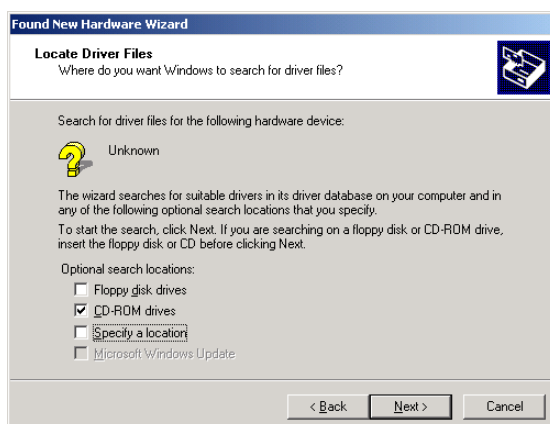 Found New Hardware Wizard
Locate Driver Files
Where do you want Windows to search for driver files?
Search for driver files for the following hardware device:
Unknown
The wizard searches for suitable drivers in its driver database on your computer and in
any of the following optional search locations that you specify.
To start the search, click Next. If you are searching on a floppy disk or CD-ROM drive,
insert the floppy disk or CD before clicking Next.
Optional search locations:
Floppy disk drives
CD-ROM drives
Specify a location
Microsoft Windows Update
< Back Next > Cancel